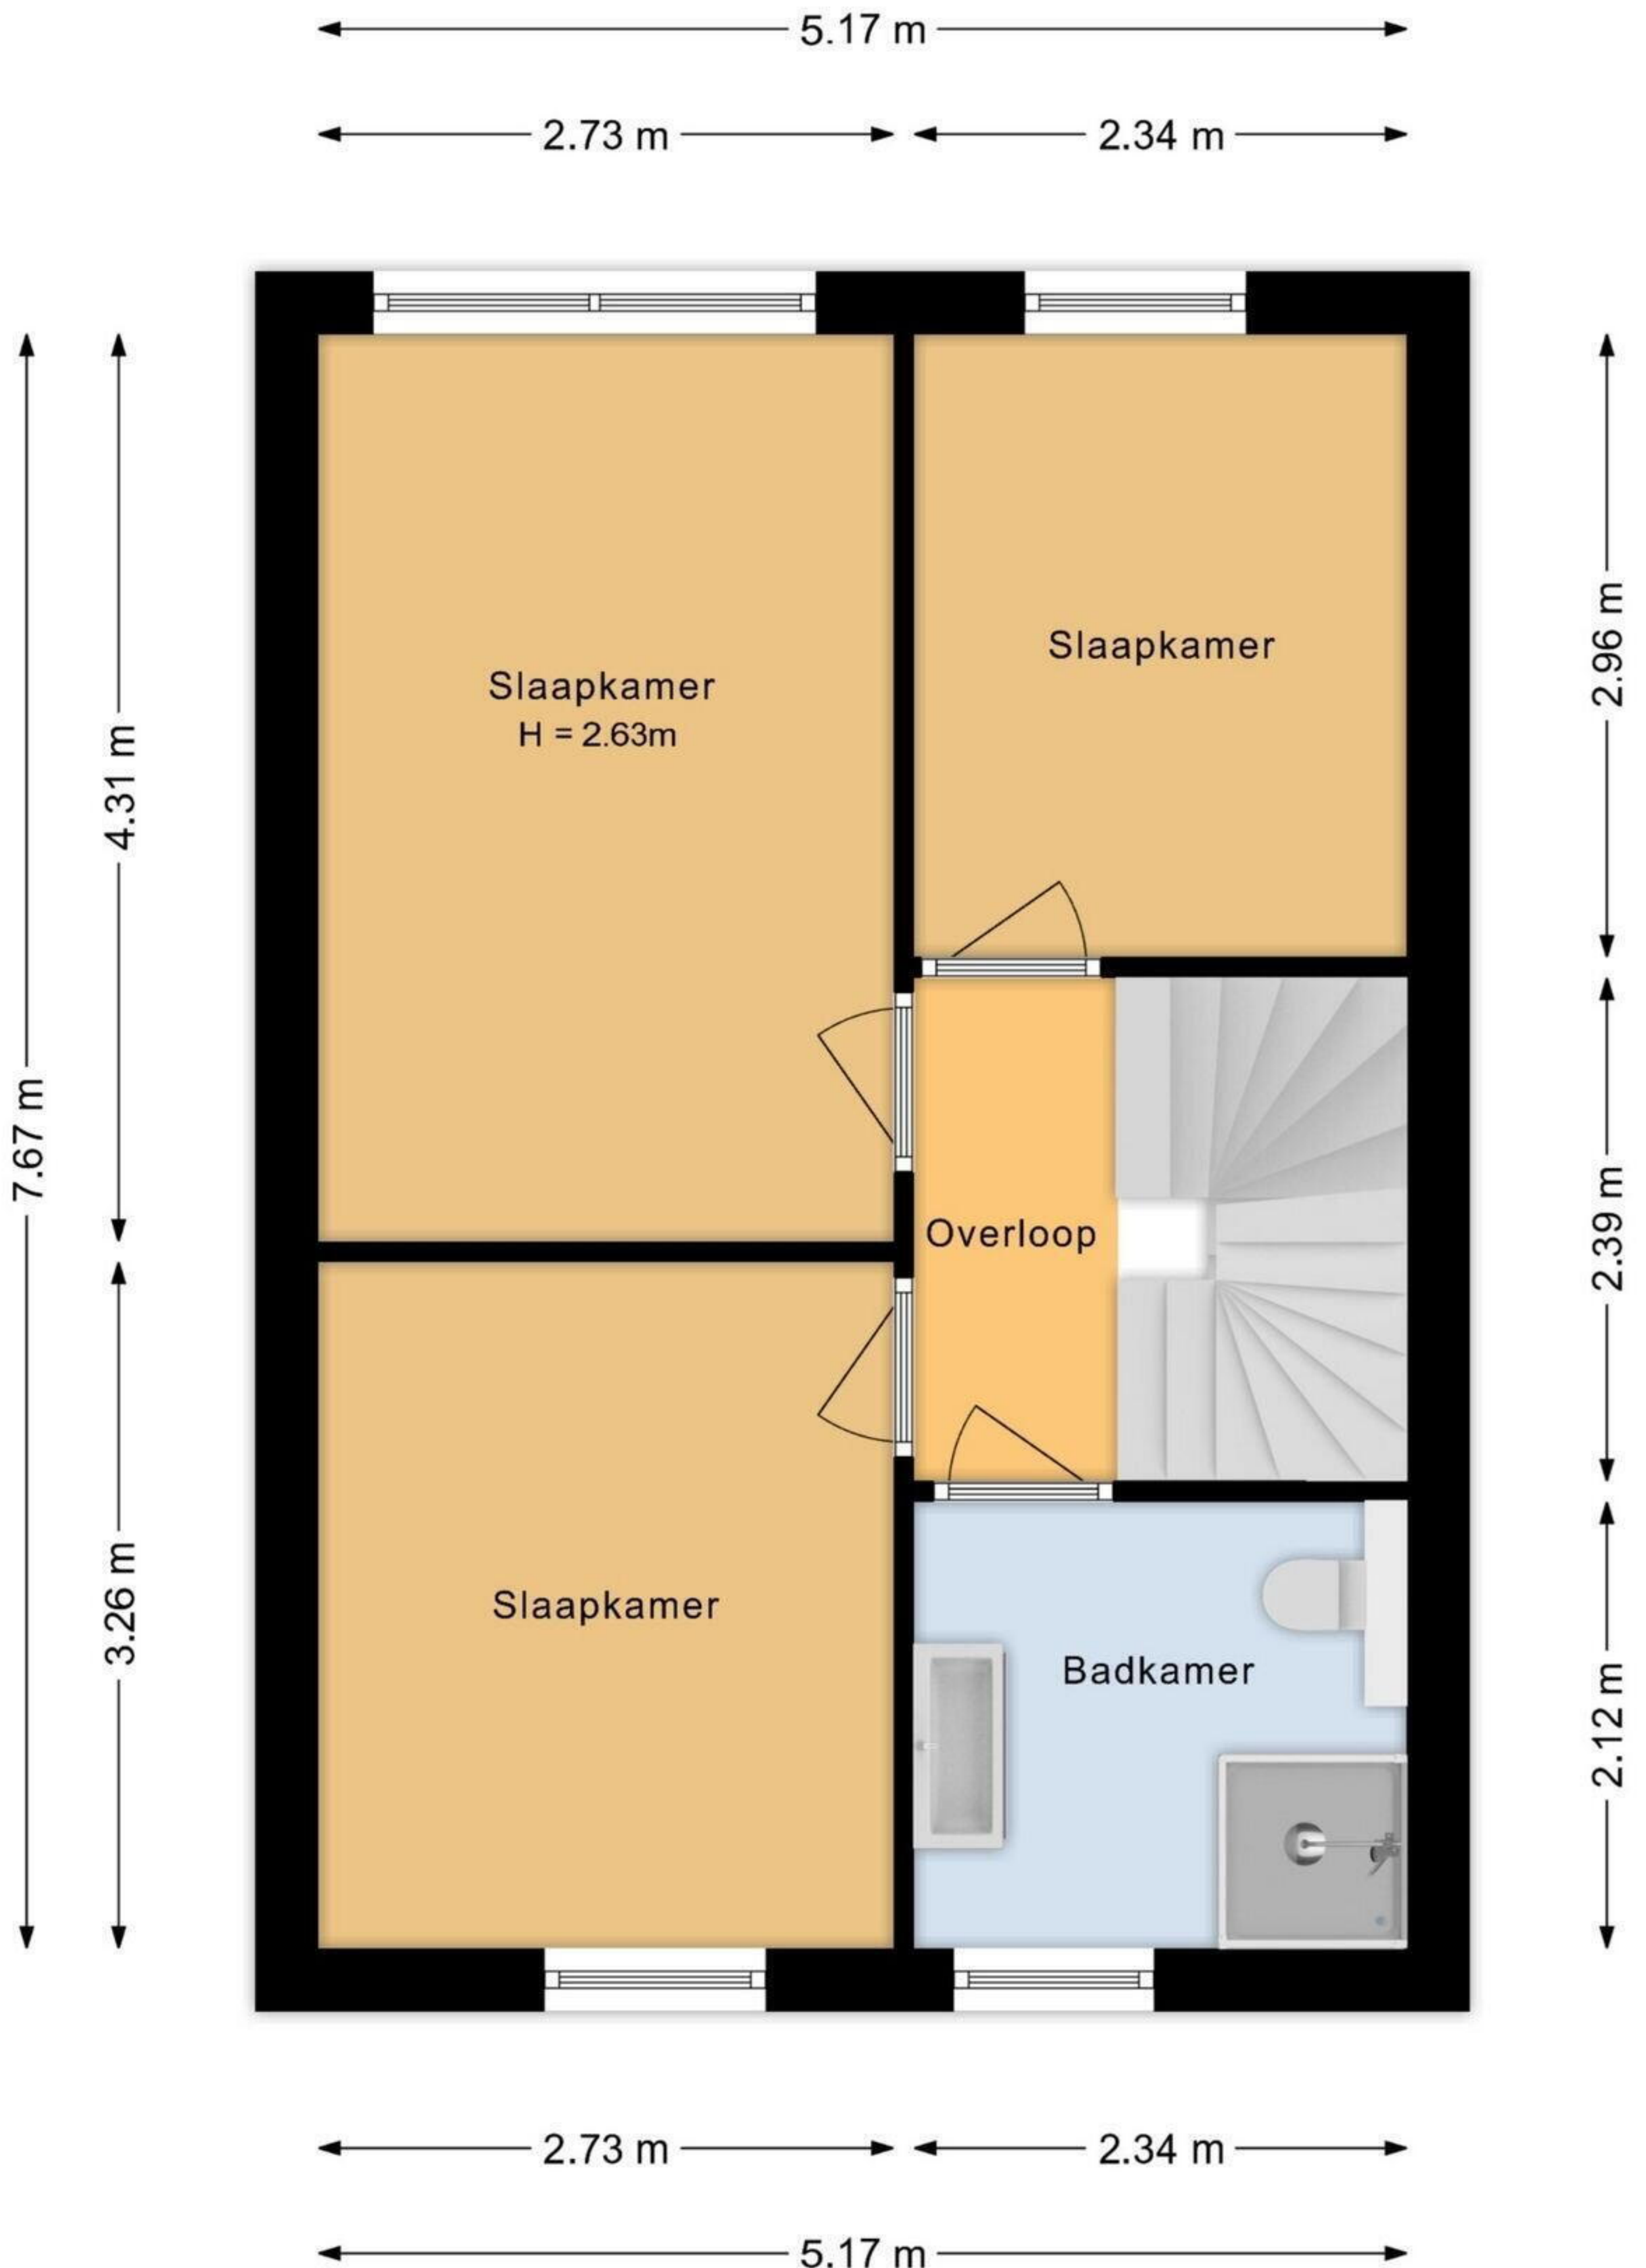 5.17 m
2.73 m
2.34 m
Slaapkamer
H = 2.63m
Slaapkamer
2.96 m
4.31 m
7.67 m
Overloop
2.39 m
Slaapkamer
3.26 m
Badkamer
2.12 m
2.73 m
2.34 m
5.17 m